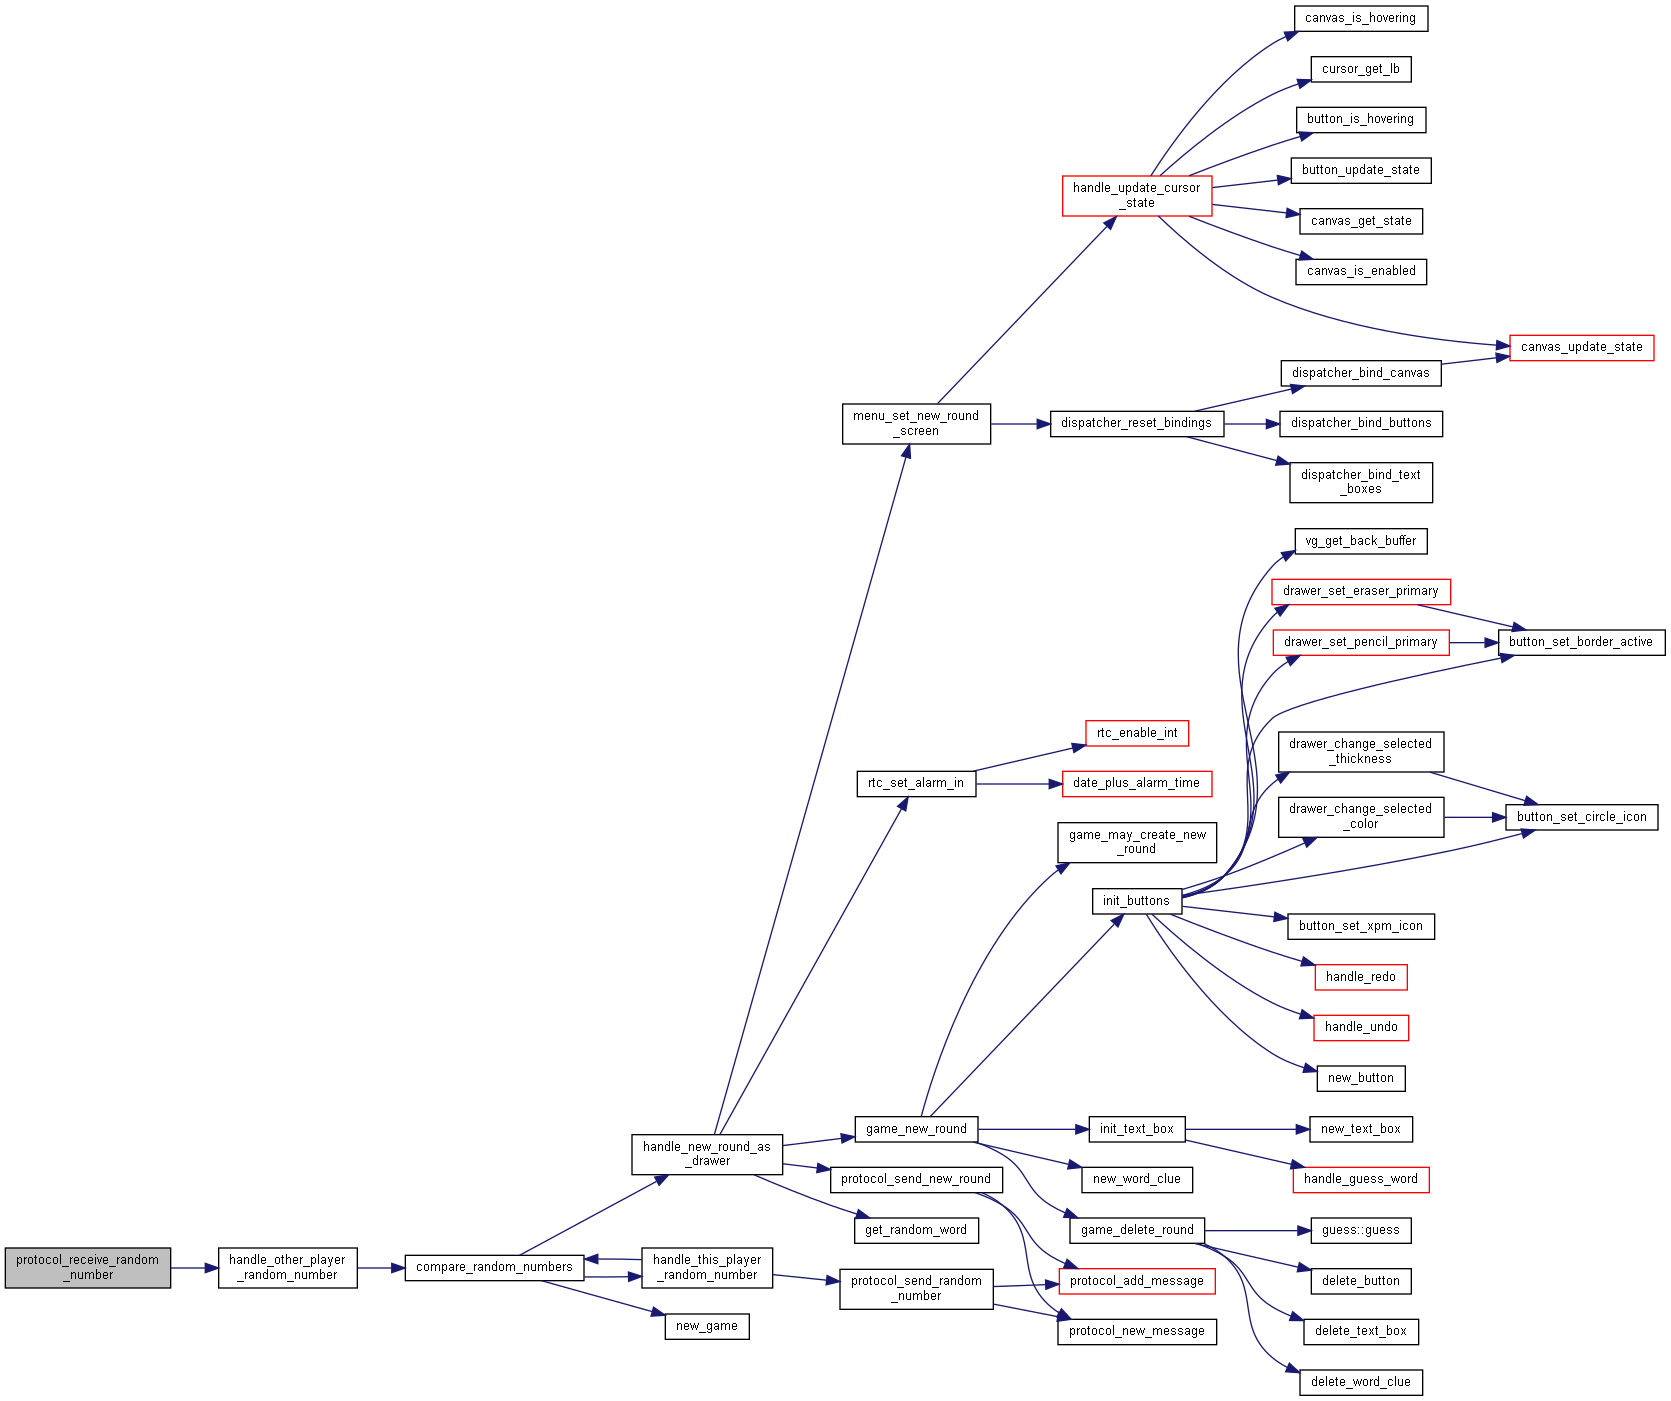 canvas_is_hovering
cursor_get_lb
button_is_hovering
button_update_state
handle_update_cursor
_state
canvas_get_state
canvas_is_enabled
canvas_update_state
dispatcher_bind_canvas
menu_set_new_round
_screen
dispatcher_reset_bindings
dispatcher_bind_buttons
dispatcher_bind_text
_boxes
vg_get_back_buffer
drawer_set_eraser_primary
drawer_set_pencil_primary
button_set_border_active
rtc_enable_int
drawer_change_selected
_thickness
rtc_set_alarm_in
date_plus_alarm_time
drawer_change_selected
_color
button_set_circle_icon
game_may_create_new
_round
init_buttons
button_set_xpm_icon
handle_redo
handle_undo
new_button
game_new_round
init_text_box
new_text_box
handle_new_round_as
_drawer
protocol_send_new_round
new_word_clue
handle_guess_word
get_random_word
game_delete_round
guess::guess
protocol_receive_random
_number
handle_other_player
_random_number
compare_random_numbers
handle_this_player
_random_number
protocol_send_random
_number
protocol_add_message
delete_button
new_game
protocol_new_message
delete_text_box
delete_word_clue